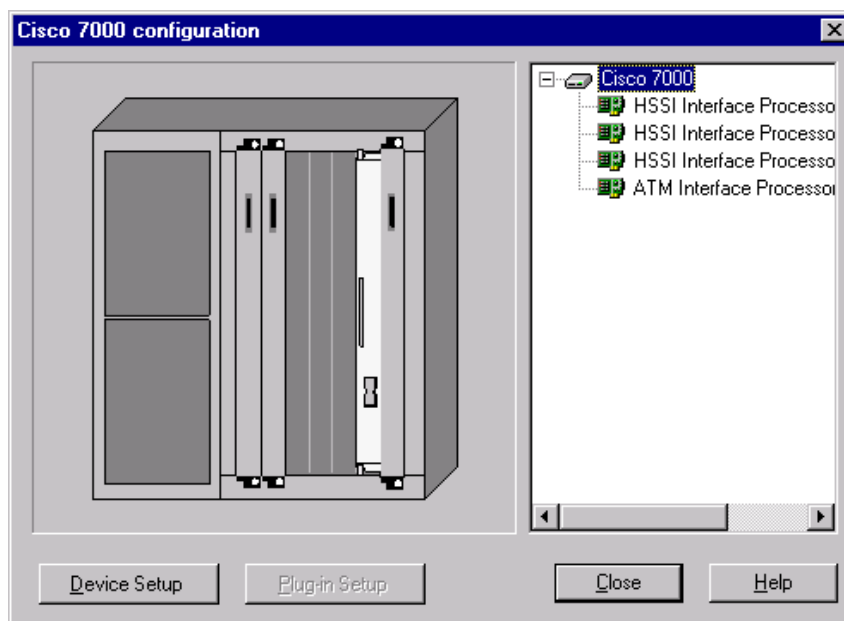 Cisco 7000 configuration
Cisco 7000
HSSI Interface Processo
HSSI Interface Processo
HSSI Interface Processo
ATM Interface Processor
Device Setup
Plug-in Setup
Close
Help